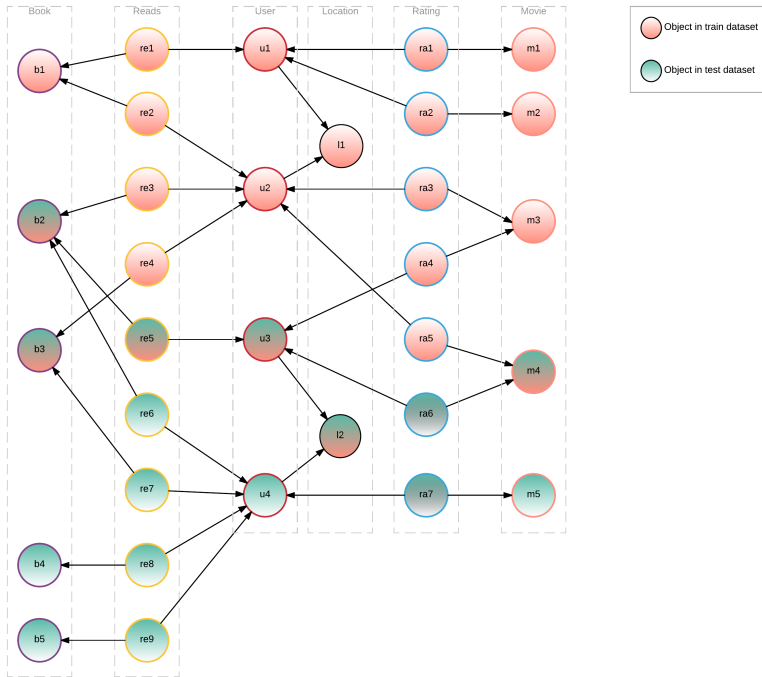 Book Reads User Location Rating Movie
Object in train dataset
Object in test dataset
re1 u1 ra1 m1
b1
re2 ra2 m2
l1
re3 u2 ra3
b2 m3
re4 ra4
re5 u3 ra5
b3
m4
re6 ra6
l2
re7 u4 ra7 m5
b4 re8
b5 re9